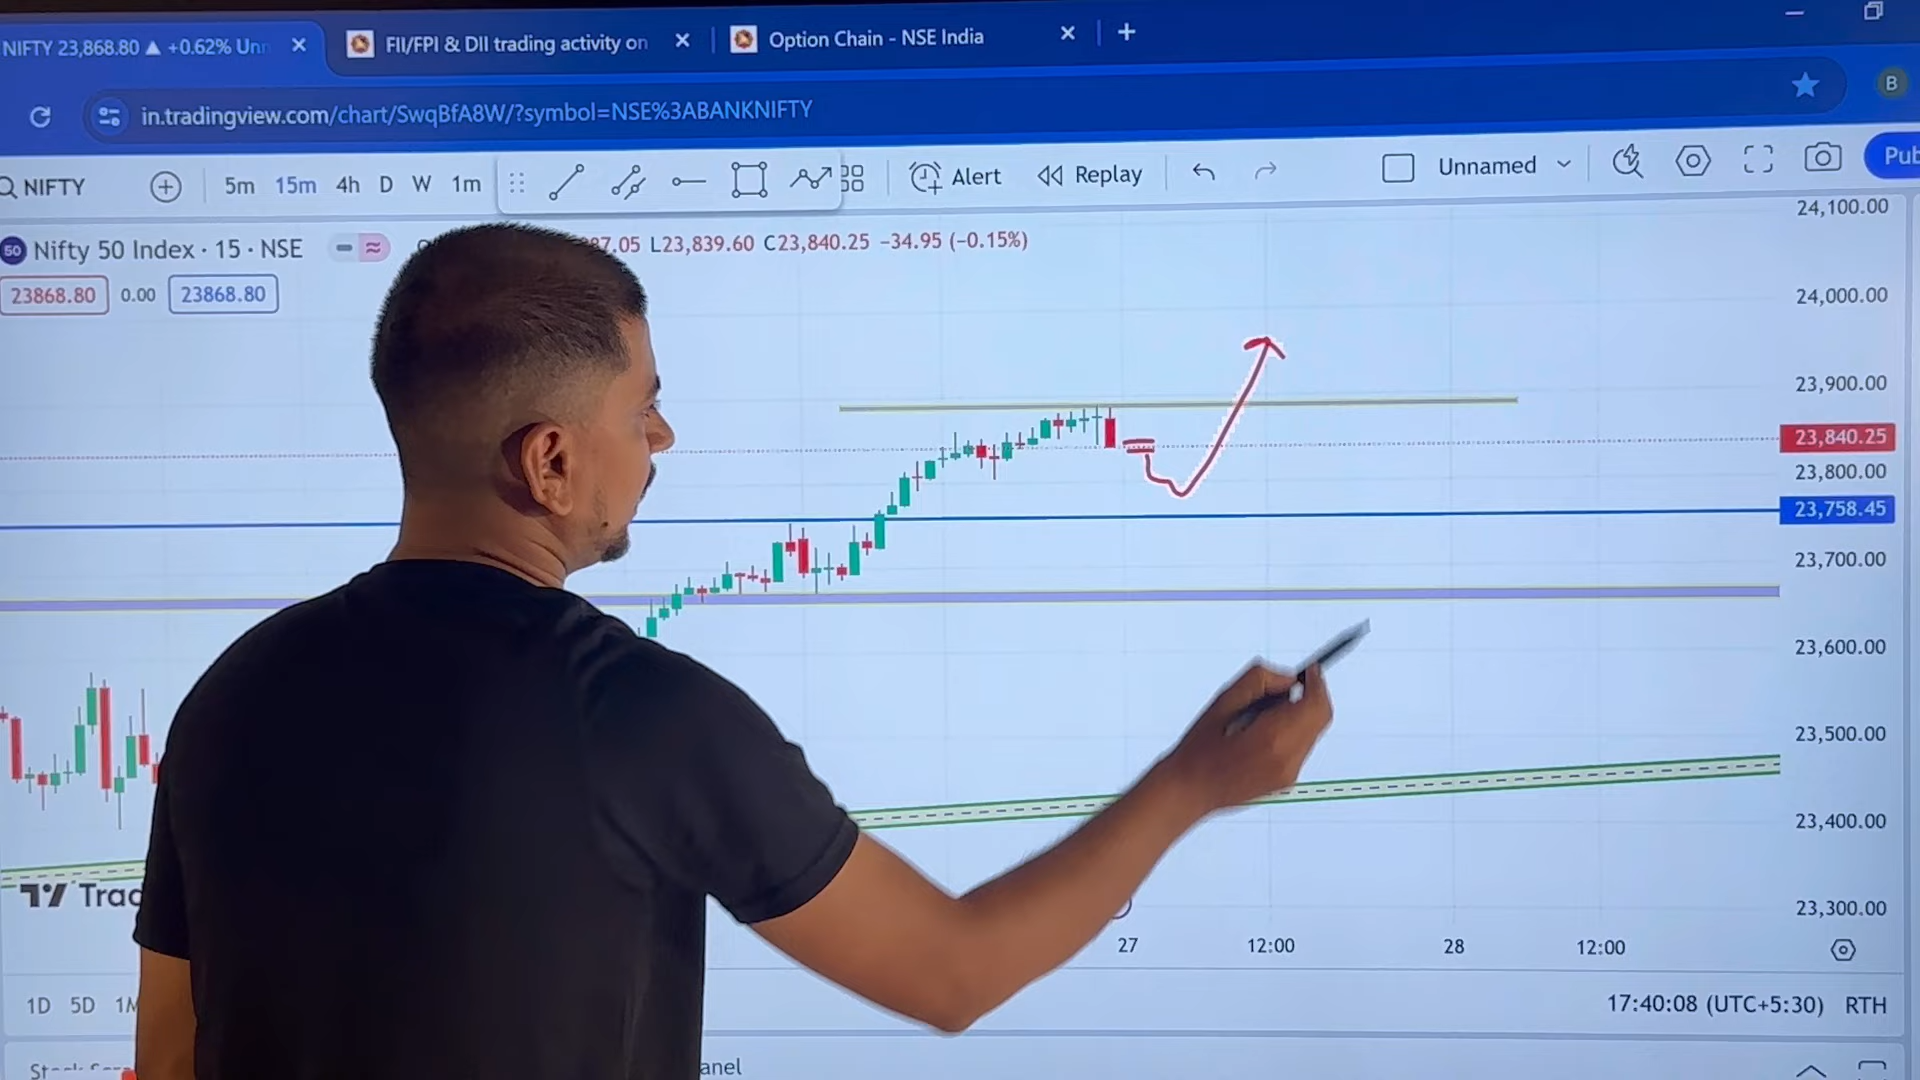 NIFTY 23,868.80 ▲ +0.62% Unn
FII/FPI & DII trading activity on
Option Chain - NSE India
in.tradingview.com/chart/SwqBfA8W/?symbol=NSE%3ABANKNIFTY
B
NIFTY
5m 15m 4h D W 1m
Alert
Replay
Unnamed
Pub
50 Nifty 50 Index · 15 · NSE
87.05 L23,839.60 C23,840.25 −34.95 (−0.15%)
23868.80 0.00 23868.80
24,100.00
24,000.00
23,900.00
23,840.25
23,800.00
23,758.45
23,700.00
23,600.00
23,500.00
23,400.00
23,300.00
Trad
27 12:00 28 12:00
1D 5D 1M
17:40:08 (UTC+5:30) RTH
anel